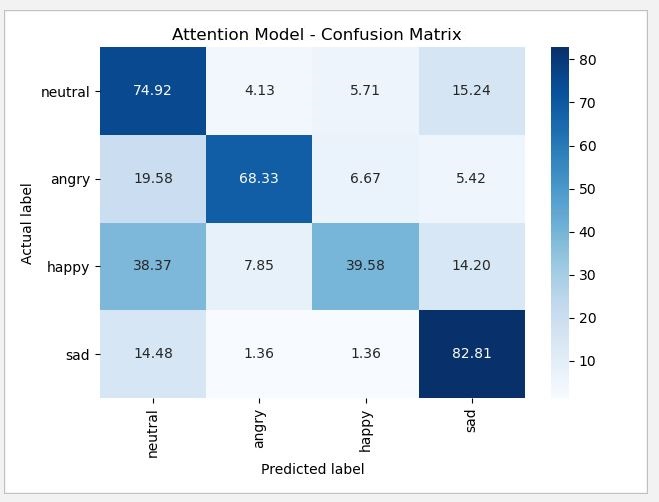 Attention Model - Confusion Matrix
Actual label
neutral 74.92 4.13 5.71 15.24
angry 19.58 68.33 6.67 5.42
happy 38.37 7.85 39.58 14.20
sad 14.48 1.36 1.36 82.81
neutral angry happy sad
Predicted label
80
70
60
50
40
30
20
10